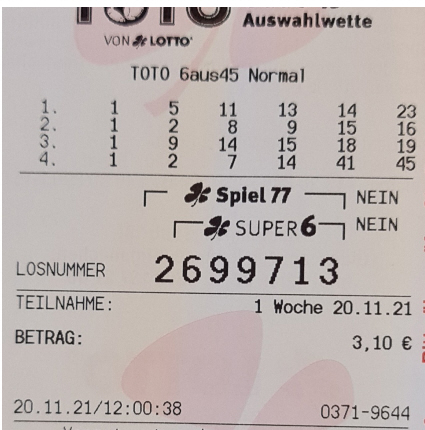 TOTO
Auswahlwette
VON LOTTO
TOTO 6aus45 Normal
1. 1 5 11 13 14 23
2. 1 2 8 9 15 16
3. 1 9 14 15 18 19
4. 1 2 7 14 41 45
Spiel 77 NEIN
SUPER 6 NEIN
LOSNUMMER 2699713
TEILNAHME: 1 Woche 20.11.21
BETRAG: 3,10 €
20.11.21/12:00:38 0371-9644